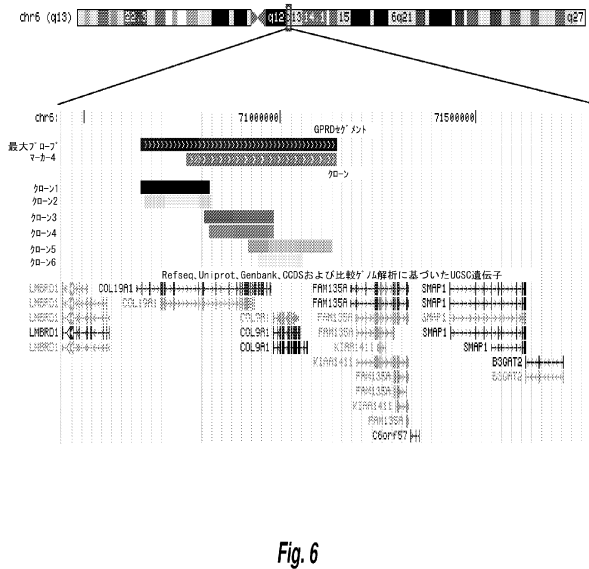 chr6 (q13) 22.3 q12 q13 14.1 15 6q21 q27
chr6: 71000000 71500000
GPRDセグメント
最大プローブ
マーカー4
クローン
クローン1
クローン2
クローン3
クローン4
クローン5
クローン6
Refseq、Uniprot、Genbank、CCDSおよび比較ゲノム解析に基づいたUCSC遺伝子
LMBRD1 COL19A1 FAM135A SMAP1
LMBRD1 COL19A1 FAM135A SMAP1
LMBRD1 COL9A1 FAM135A SMAP1
LMBRD1 COL9A1 FAM135A SMAP1
LMBRD1 COL9A1 KIAA1411 SMAP1
KIAA1411 B3GAT2
FAM135A B3GAT2
FAM135A
KIAA1411
FAM135A
C6orf57
Fig. 6